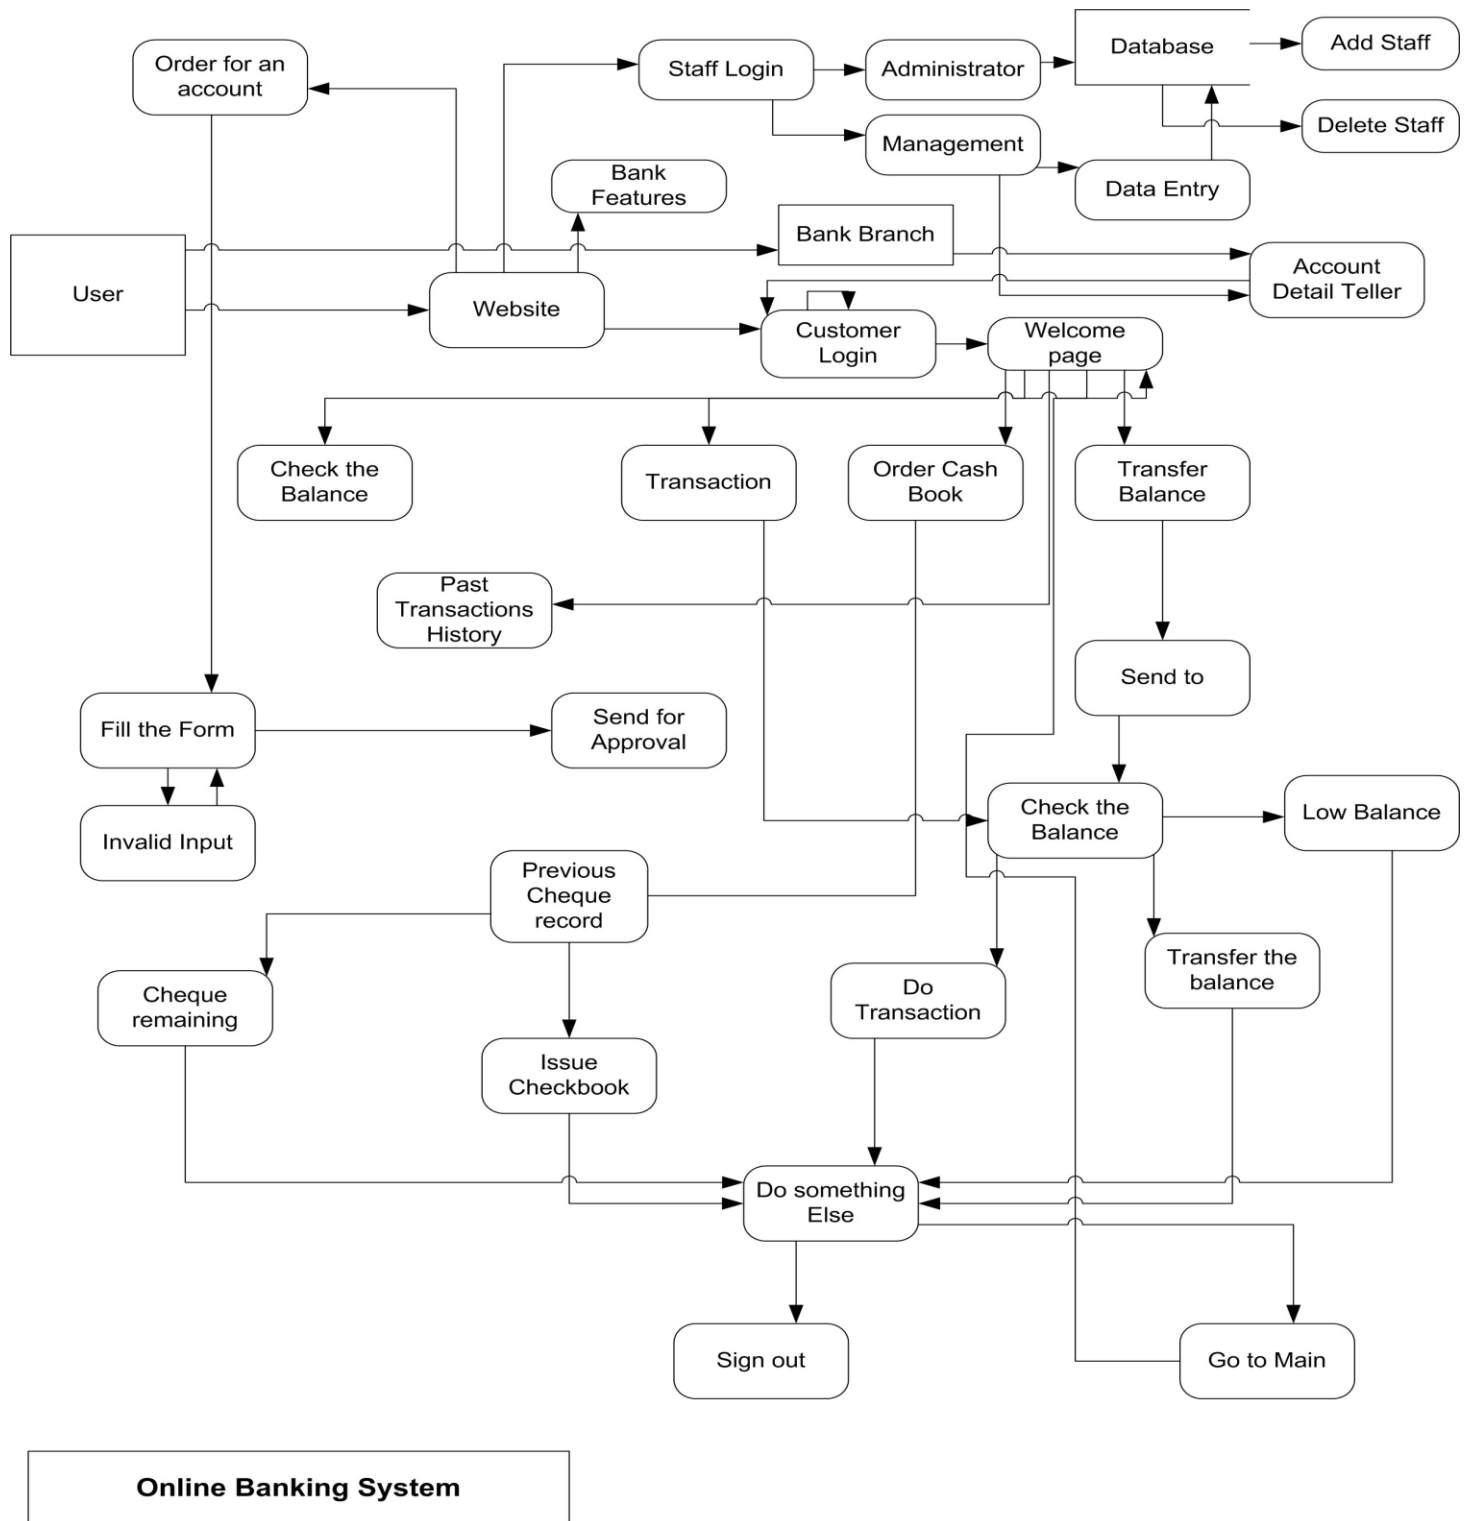 Order for an
account
Staff Login
Administrator
Database
Add Staff
Delete Staff
Management
Data Entry
Bank
Features
Bank Branch
User
Website
Account
Detail Teller
Customer
Login
Welcome
page
Check the
Balance
Transaction
Order Cash
Book
Transfer
Balance
Past
Transactions
History
Send to
Fill the Form
Send for
Approval
Invalid Input
Check the
Balance
Low Balance
Previous
Cheque
record
Cheque
remaining
Do
Transaction
Transfer the
balance
Issue
Checkbook
Do something
Else
Sign out
Go to Main
Online Banking System